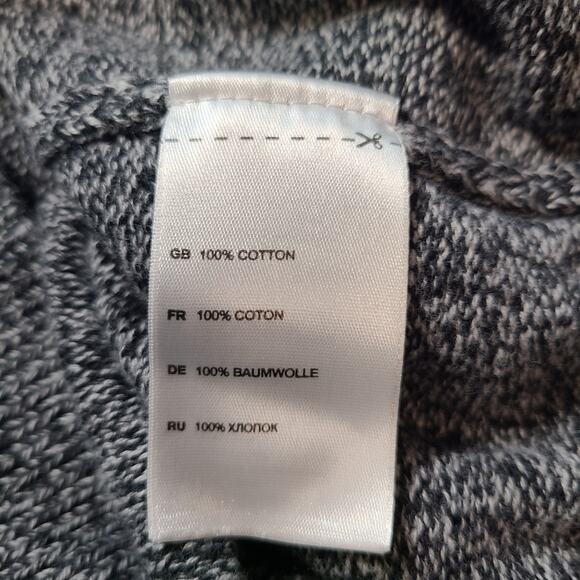 GB 100% COTTON
FR 100% COTON
DE 100% BAUMWOLLE
RU 100% ХЛОПОК